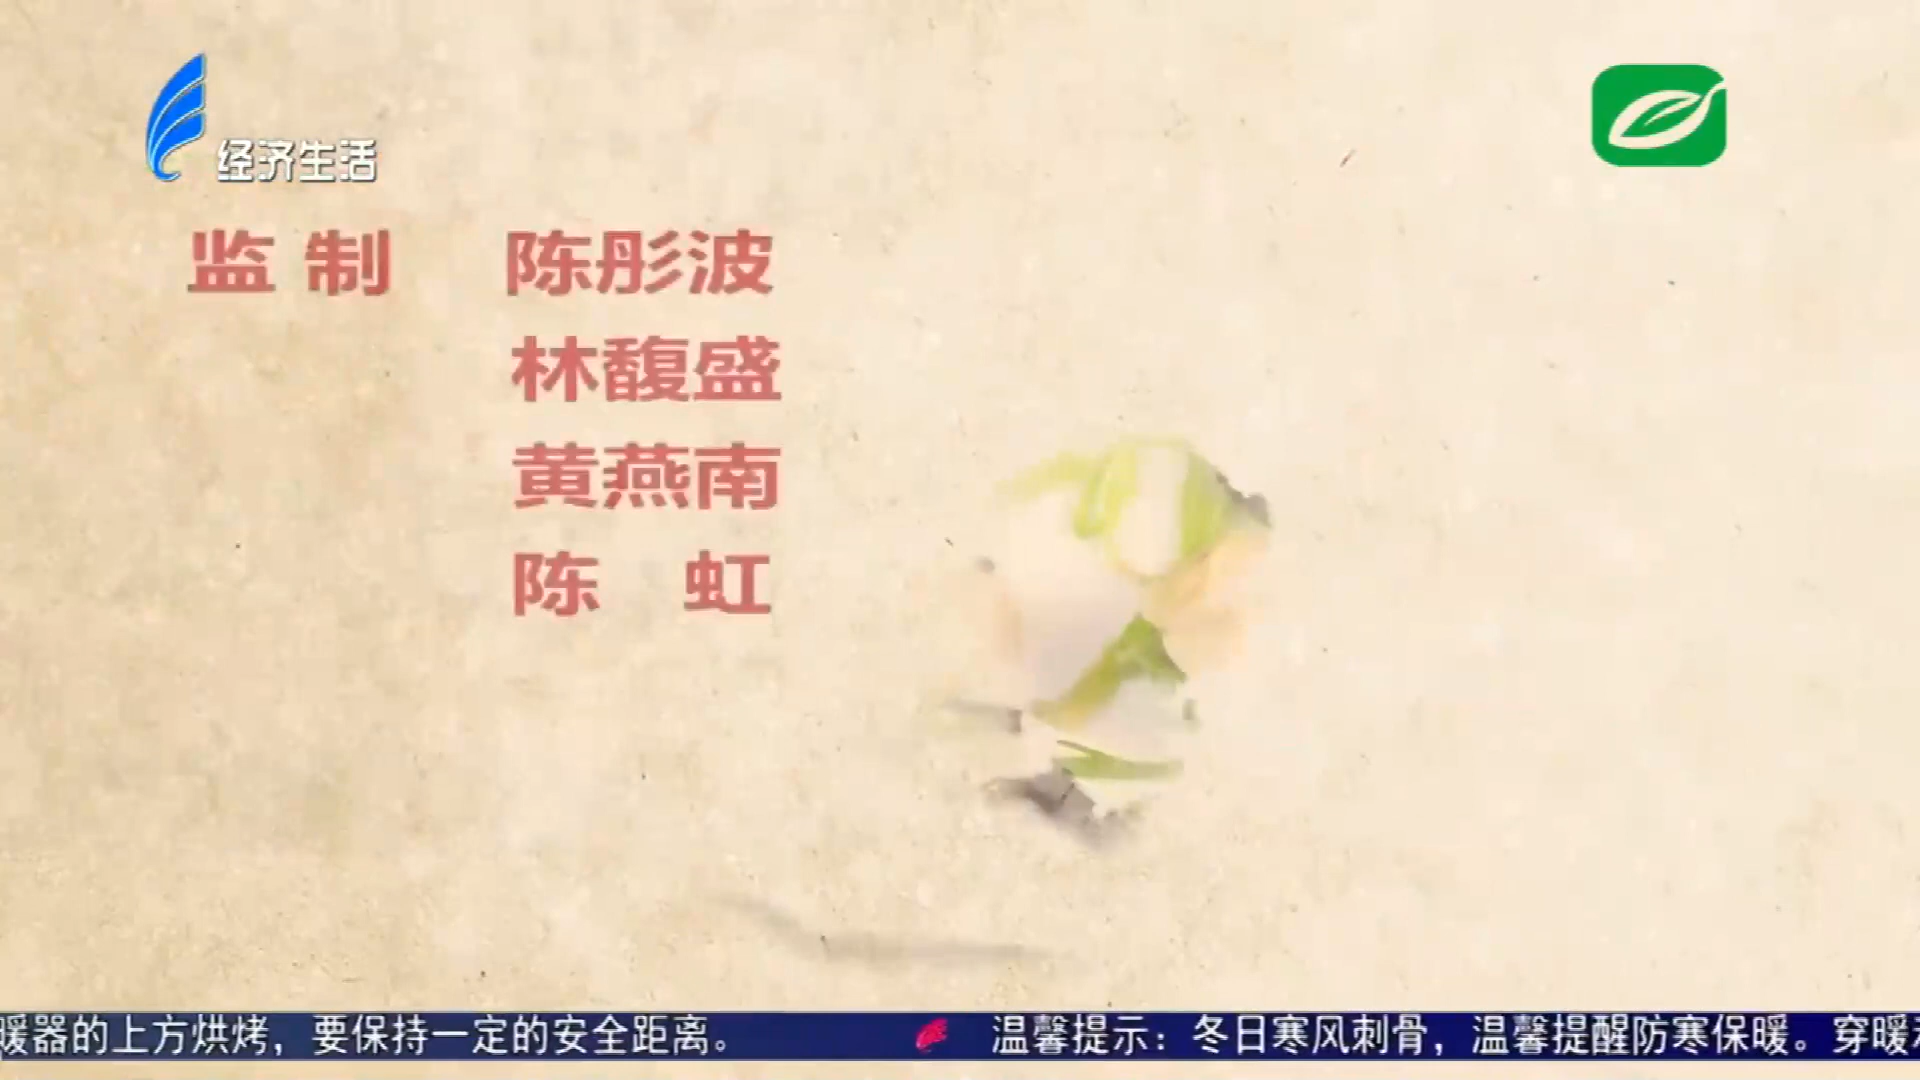 经济生活
监制 陈彤波
林馥盛
黄燕南
陈 虹
暖器的上方烘烤，要保持一定的安全距离。 温馨提示：冬日寒风刺骨，温馨提醒防寒保暖。穿暖